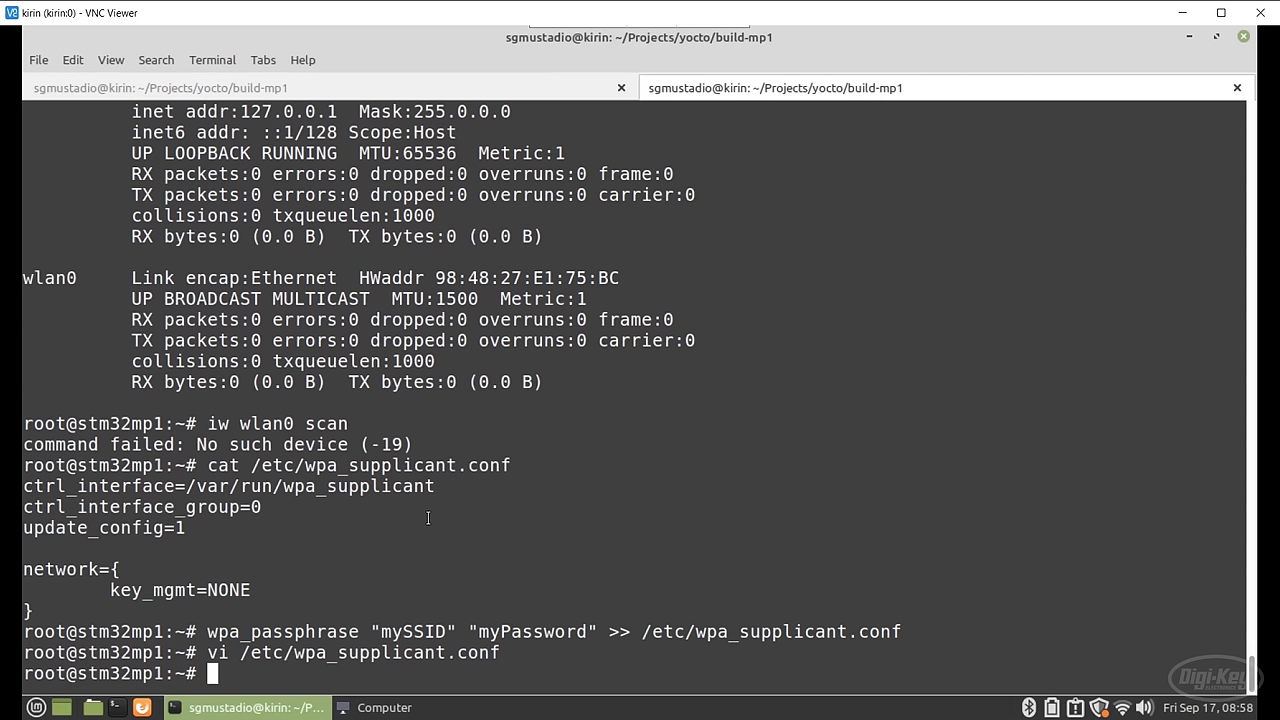 kirin (kirin:0) - VNC Viewer
sgmustadio@kirin: ~/Projects/yocto/build-mp1
File Edit View Search Terminal Tabs Help
sgmustadio@kirin: ~/Projects/yocto/build-mp1 sgmustadio@kirin: ~/Projects/yocto/build-mp1
inet addr:127.0.0.1  Mask:255.0.0.0
inet6 addr: ::1/128 Scope:Host
UP LOOPBACK RUNNING  MTU:65536  Metric:1
RX packets:0 errors:0 dropped:0 overruns:0 frame:0
TX packets:0 errors:0 dropped:0 overruns:0 carrier:0
collisions:0 txqueuelen:1000
RX bytes:0 (0.0 B)  TX bytes:0 (0.0 B)
wlan0     Link encap:Ethernet  HWaddr 98:48:27:E1:75:BC
UP BROADCAST MULTICAST  MTU:1500  Metric:1
RX packets:0 errors:0 dropped:0 overruns:0 frame:0
TX packets:0 errors:0 dropped:0 overruns:0 carrier:0
collisions:0 txqueuelen:1000
RX bytes:0 (0.0 B)  TX bytes:0 (0.0 B)
root@stm32mp1:~# iw wlan0 scan
command failed: No such device (-19)
root@stm32mp1:~# cat /etc/wpa_supplicant.conf
ctrl_interface=/var/run/wpa_supplicant
ctrl_interface_group=0
update_config=1
network={
key_mgmt=NONE
}
root@stm32mp1:~# wpa_passphrase "mySSID" "myPassword" >> /etc/wpa_supplicant.conf
root@stm32mp1:~# vi /etc/wpa_supplicant.conf
root@stm32mp1:~#
Digi-Key
ELECTRONICS
sgmustadio@kirin: ~/P... Computer Fri Sep 17, 08:58